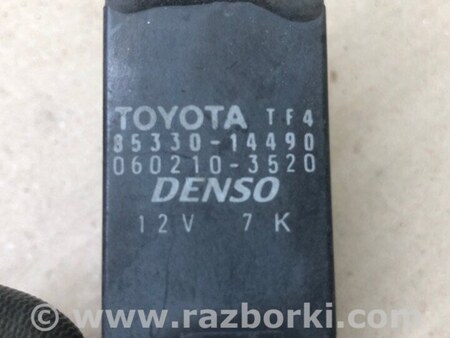 TOYOTA TF4
85330-14490
060210-3520
DENSO
12V 7K
www.razborki.com